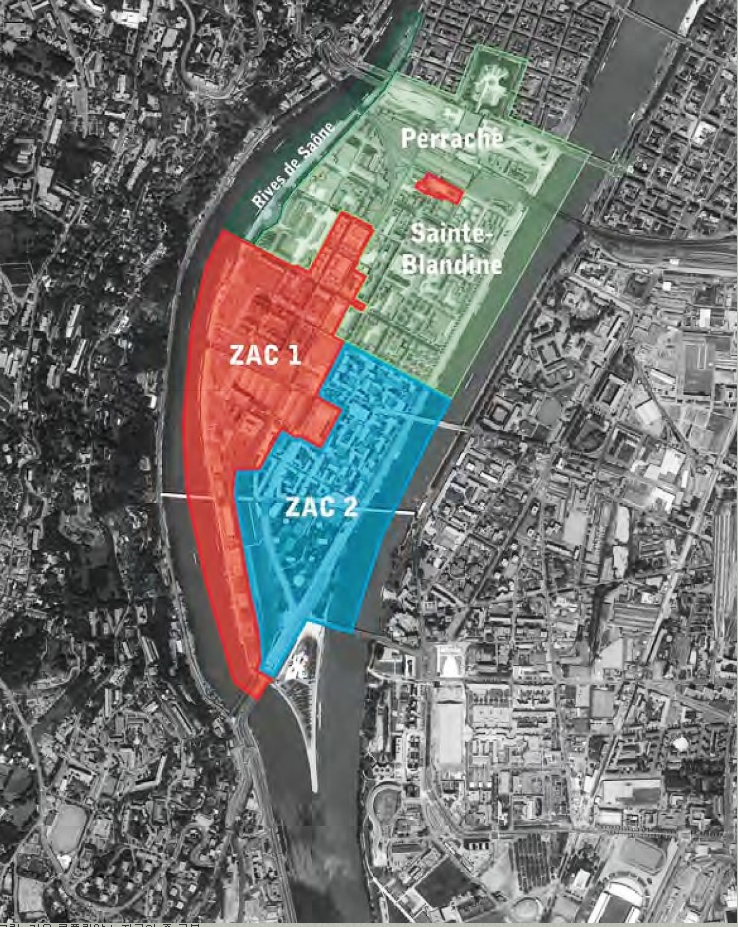 Perrache
Rives de Saône
Sainte-
Blandine
ZAC 1
ZAC 2